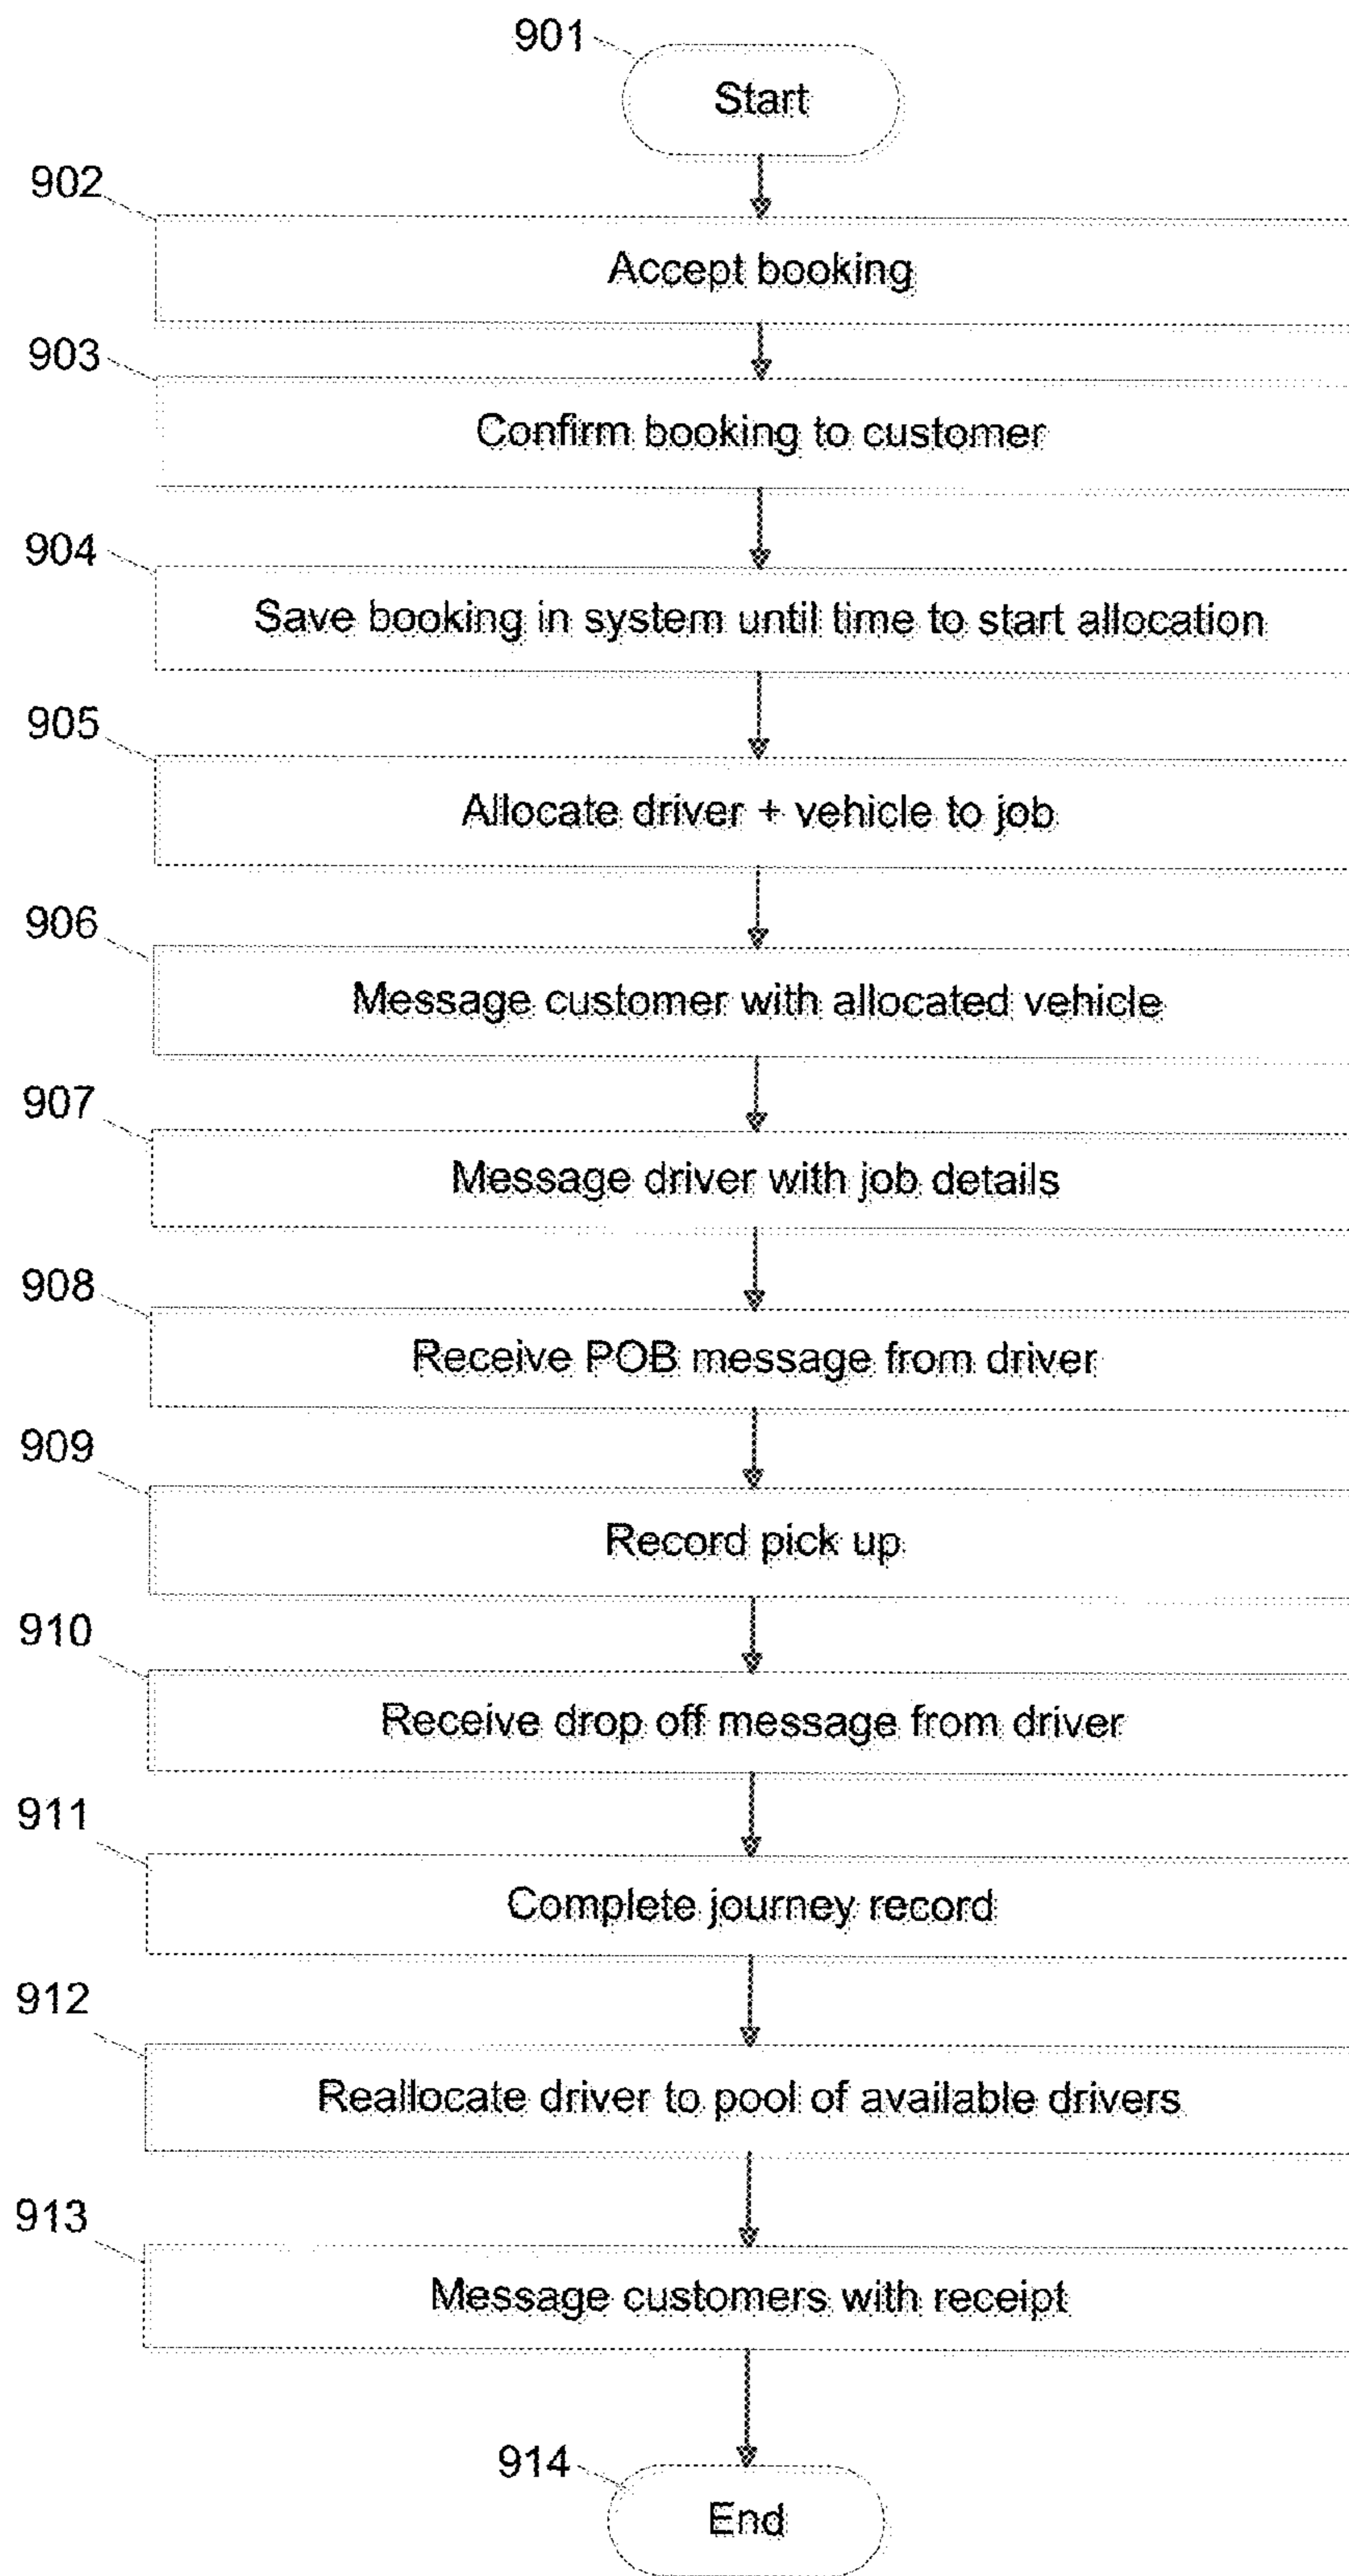 901
Start
902
Accept booking
903
Confirm booking to customer
904
Save booking in system until time to start allocation
905
Allocate driver + vehicle to job
906
Message customer with allocated vehicle
907
Message driver with job details
908
Receive POB message from driver
909
Record pick up
910
Receive drop off message from driver
911
Complete journey record
912
Reallocate driver to pool of available drivers
913
Message customers with receipt
914
End